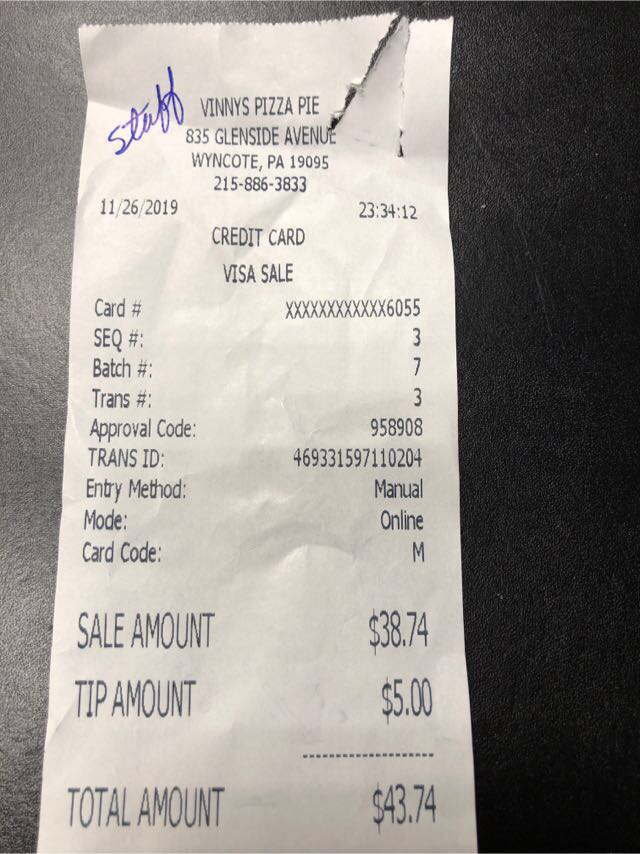 Staff
VINNYS PIZZA PIE
835 GLENSIDE AVENUE
WYNCOTE, PA 19095
215-886-3833
11/26/2019 23:34:12
CREDIT CARD
VISA SALE
Card # XXXXXXXXXXXX6055
SEQ #: 3
Batch #: 7
Trans #: 3
Approval Code: 958908
TRANS ID: 469331597110204
Entry Method: Manual
Mode: Online
Card Code: M
SALE AMOUNT $38.74
TIP AMOUNT $5.00
----------------------
TOTAL AMOUNT $43.74